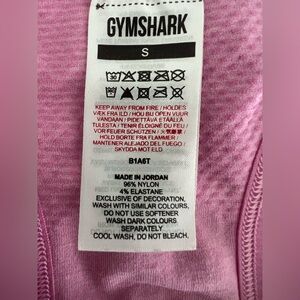 GYMSHARK
S
KEEP AWAY FROM FIRE / HOLDES
VÆK FRA ILD / HOU BIJ OPEN VUUR
VANDAAN / PIDETTÄVÄ ETÄÄLLÄ
TULESTA / TENIR ÉLOIGNÉ DU FEU /
VOR FEUER SCHÜTZEN /
HOLD BORTE FRA FLAMMER /
MANTENER ALEJADO DEL FUEGO /
SKYDDA MOT ELD.
B1A6T
MADE IN JORDAN
96% NYLON
4% ELASTANE
EXCLUSIVE OF DECORATION,
WASH WITH SIMILAR COLOURS,
DO NOT USE SOFTENER
WASH DARK COLOURS
SEPARATELY
COOL WASH, DO NOT BLEACH.